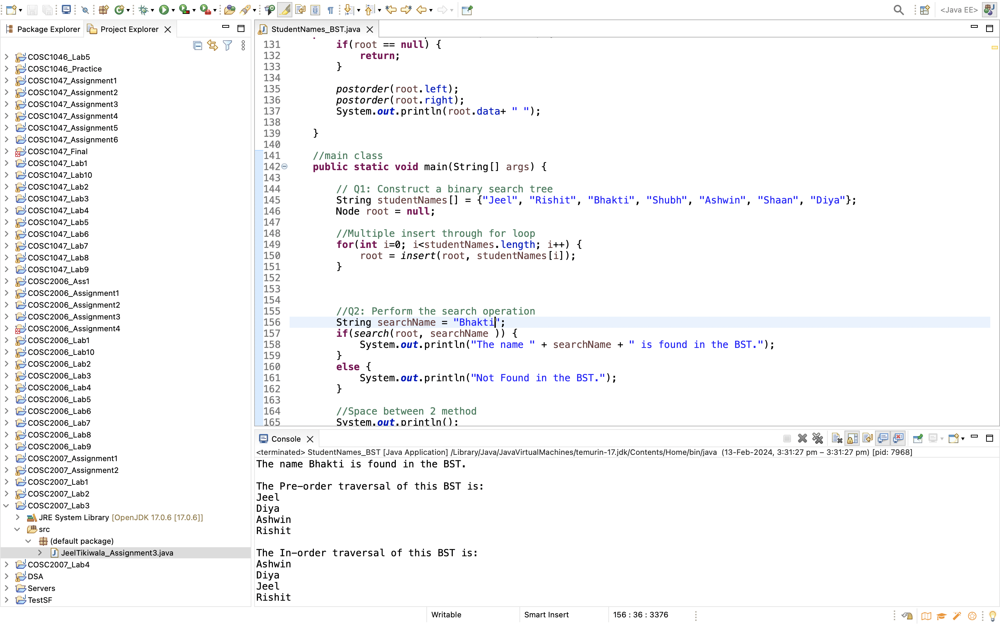 <Java EE>
Package Explorer
Project Explorer
COSC1046_Lab5
COSC1046_Practice
COSC1047_Assignment1
COSC1047_Assignment2
COSC1047_Assignment3
COSC1047_Assignment4
COSC1047_Assignment5
COSC1047_Assignment6
COSC1047_Final
COSC1047_Lab1
COSC1047_Lab10
COSC1047_Lab2
COSC1047_Lab3
COSC1047_Lab4
COSC1047_Lab5
COSC1047_Lab6
COSC1047_Lab7
COSC1047_Lab8
COSC1047_Lab9
COSC2006_Ass1
COSC2006_Assignment1
COSC2006_Assignment2
COSC2006_Assignment3
COSC2006_Assignment4
COSC2006_Lab1
COSC2006_Lab10
COSC2006_Lab2
COSC2006_Lab3
COSC2006_Lab4
COSC2006_Lab5
COSC2006_Lab6
COSC2006_Lab7
COSC2006_Lab8
COSC2006_Lab9
COSC2007_Assignment1
COSC2007_Assignment2
COSC2007_Lab1
COSC2007_Lab2
COSC2007_Lab3
JRE System Library [OpenJDK 17.0.6 [17.0.6]]
src
(default package)
JeelTikiwala_Assignment3.java
COSC2007_Lab4
DSA
Servers
TestSF
StudentNames_BST.java
131 if(root == null) {
132 return;
133 }
134
135 postorder(root.left);
136 postorder(root.right);
137 System.out.println(root.data+ " ");
138
139 }
140
141 //main class
142 public static void main(String[] args) {
143
144 // Q1: Construct a binary search tree
145 String studentNames[] = {"Jeel", "Rishit", "Bhakti", "Shubh", "Ashwin", "Shaan", "Diya"};
146 Node root = null;
147
148 //Multiple insert through for loop
149 for(int i=0; i<studentNames.length; i++) {
150 root = insert(root, studentNames[i]);
151 }
152
153
154
155 //Q2: Perform the search operation
156 String searchName = "Bhakti";
157 if(search(root, searchName )) {
158 System.out.println("The name " + searchName + " is found in the BST.");
159 }
160 else {
161 System.out.println("Not Found in the BST.");
162 }
163
164 //Space between 2 method
165 System.out.println();
Console
<terminated> StudentNames_BST [Java Application] /Library/Java/JavaVirtualMachines/temurin-17.jdk/Contents/Home/bin/java (13-Feb-2024, 3:31:27 pm – 3:31:27 pm) [pid: 7968]
The name Bhakti is found in the BST.
The Pre-order traversal of this BST is:
Jeel
Diya
Ashwin
Rishit
The In-order traversal of this BST is:
Ashwin
Diya
Jeel
Rishit
Writable
Smart Insert
156 : 36 : 3376